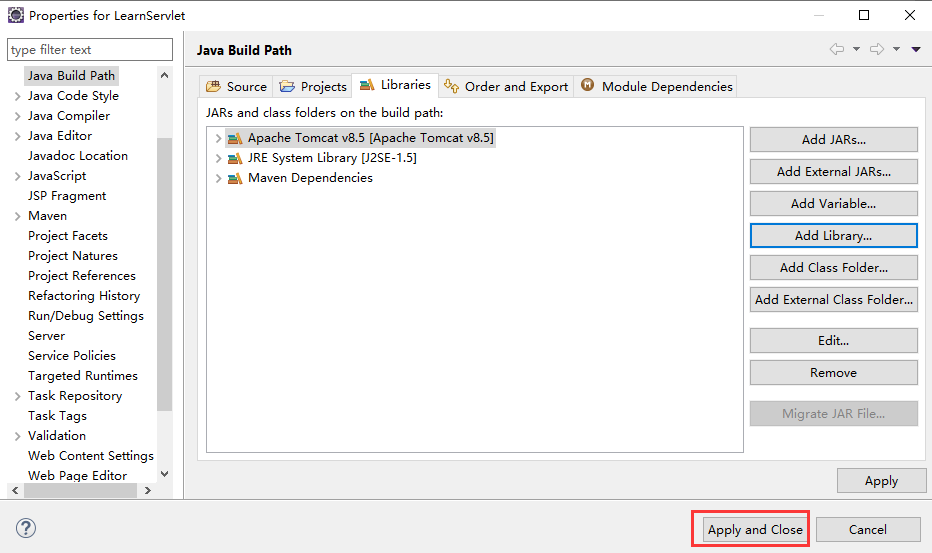 Properties for LearnServlet
type filter text
Java Build Path
Java Code Style
Java Compiler
Java Editor
Javadoc Location
JavaScript
JSP Fragment
Maven
Project Facets
Project Natures
Project References
Refactoring History
Run/Debug Settings
Server
Service Policies
Targeted Runtimes
Task Repository
Task Tags
Validation
Web Content Settings
Web Page Editor
Java Build Path
Source Projects Libraries Order and Export Module Dependencies
JARs and class folders on the build path:
Apache Tomcat v8.5 [Apache Tomcat v8.5]
JRE System Library [J2SE-1.5]
Maven Dependencies
Add JARs...
Add External JARs...
Add Variable...
Add Library...
Add Class Folder...
Add External Class Folder...
Edit...
Remove
Migrate JAR File...
Apply
Apply and Close Cancel